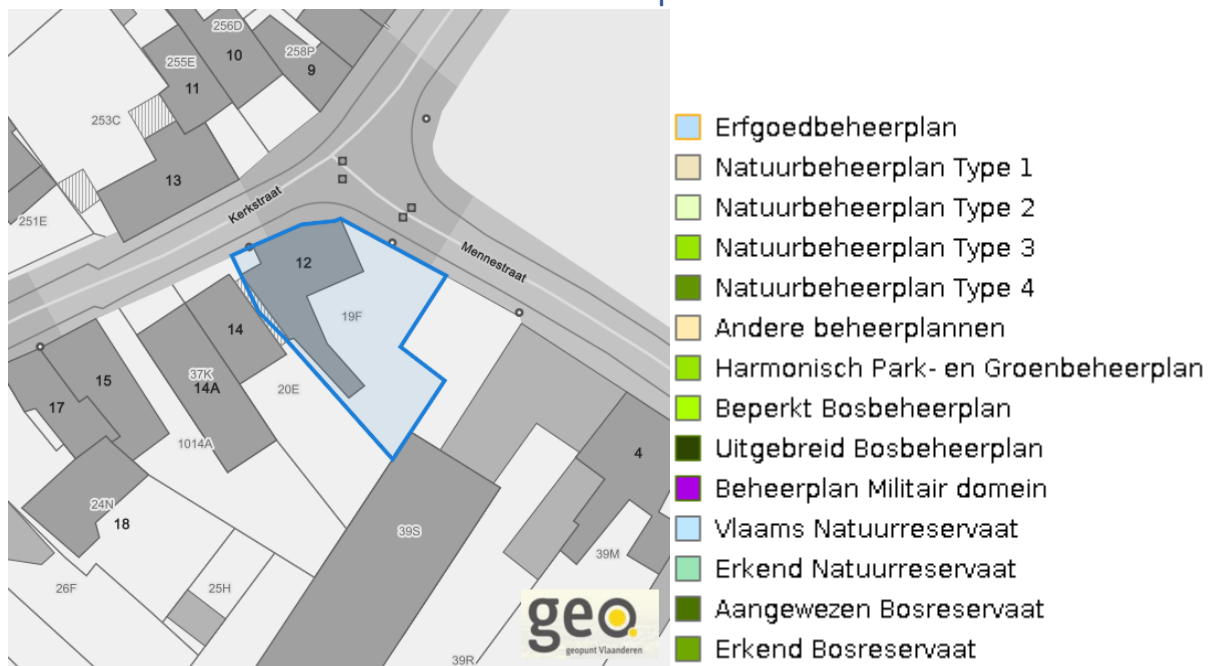 256D
10
258P
9
255E
11
253C
13
251E
Kerkstraat
Mennestraat
12
19F
14
37K
14A
20E
15
17
1014A
24N
18
4
39S
39M
26F
25H
39R
geo.
geopunt Vlaanderen
Erfgoedbeheerplan
Natuurbeheerplan Type 1
Natuurbeheerplan Type 2
Natuurbeheerplan Type 3
Natuurbeheerplan Type 4
Andere beheerplannen
Harmonisch Park- en Groenbeheerplan
Beperkt Bosbeheerplan
Uitgebreid Bosbeheerplan
Beheerplan Militair domein
Vlaams Natuurreservaat
Erkend Natuurreservaat
Aangewezen Bosreservaat
Erkend Bosreservaat